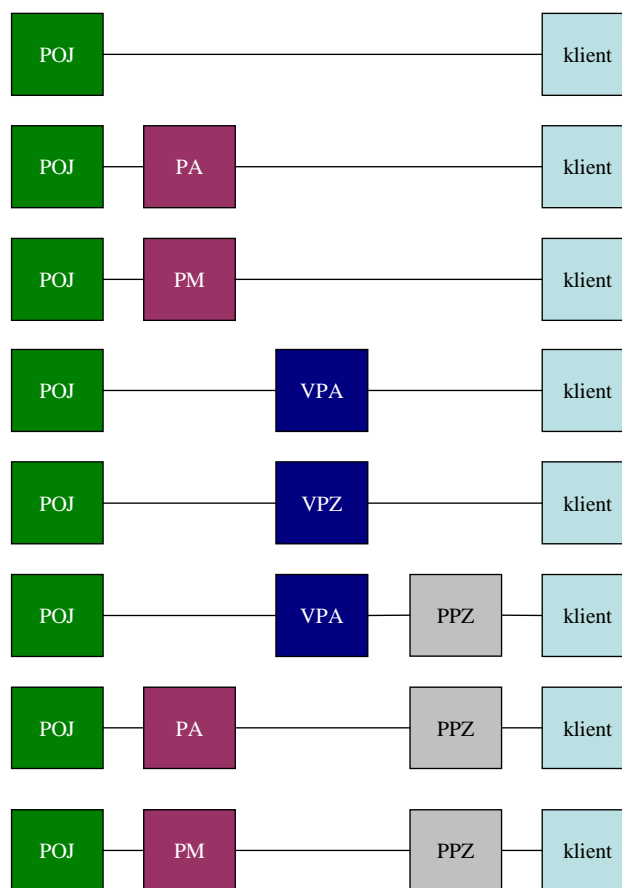 POJ klient
POJ PA klient
POJ PM klient
POJ VPA klient
POJ VPZ klient
POJ VPA PPZ klient
POJ PA PPZ klient
POJ PM PPZ klient